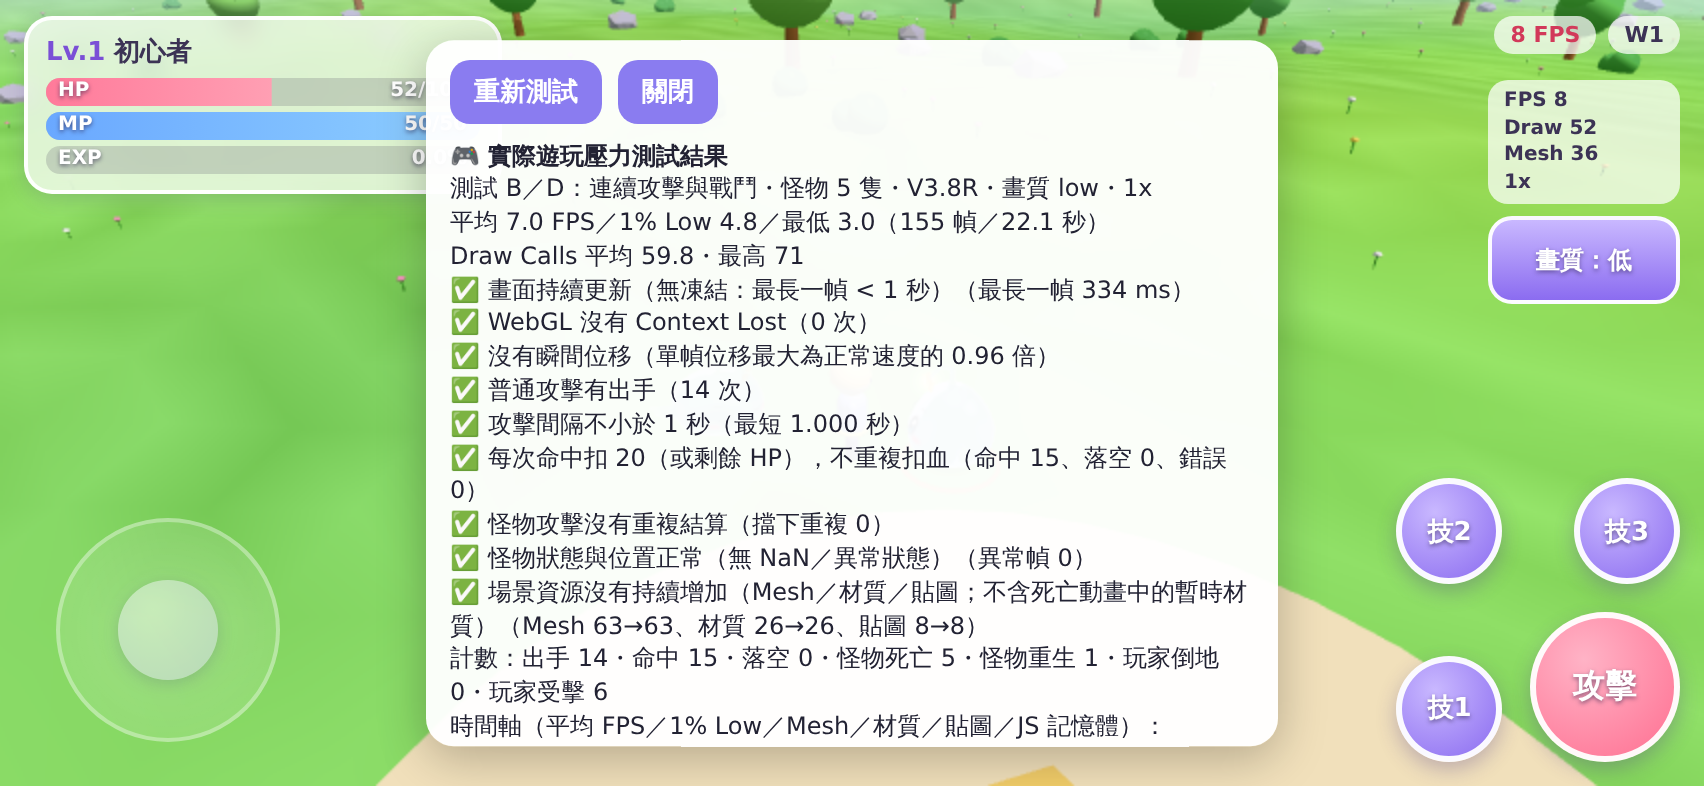 Lv.1 初心者
HP 52/
MP 50
EXP 0
重新測試
關閉
🎮 實際遊玩壓力測試結果
測試 B／D：連續攻擊與戰鬥・怪物 5 隻・V3.8R・畫質 low・1x
平均 7.0 FPS／1% Low 4.8／最低 3.0（155 幀／22.1 秒）
Draw Calls 平均 59.8・最高 71
✅ 畫面持續更新（無凍結：最長一幀 < 1 秒）（最長一幀 334 ms）
✅ WebGL 沒有 Context Lost（0 次）
✅ 沒有瞬間位移（單幀位移最大為正常速度的 0.96 倍）
✅ 普通攻擊有出手（14 次）
✅ 攻擊間隔不小於 1 秒（最短 1.000 秒）
✅ 每次命中扣 20（或剩餘 HP），不重複扣血（命中 15、落空 0、錯誤
0）
✅ 怪物攻擊沒有重複結算（擋下重複 0）
✅ 怪物狀態與位置正常（無 NaN／異常狀態）（異常幀 0）
✅ 場景資源沒有持續增加（Mesh／材質／貼圖；不含死亡動畫中的暫時材
質）（Mesh 63→63、材質 26→26、貼圖 8→8）
計數：出手 14・命中 15・落空 0・怪物死亡 5・怪物重生 1・玩家倒地
0・玩家受擊 6
時間軸（平均 FPS／1% Low／Mesh／材質／貼圖／JS 記憶體）：
8 FPS
W1
FPS 8
Draw 52
Mesh 36
1x
畫質：低
技2
技3
技1
攻擊